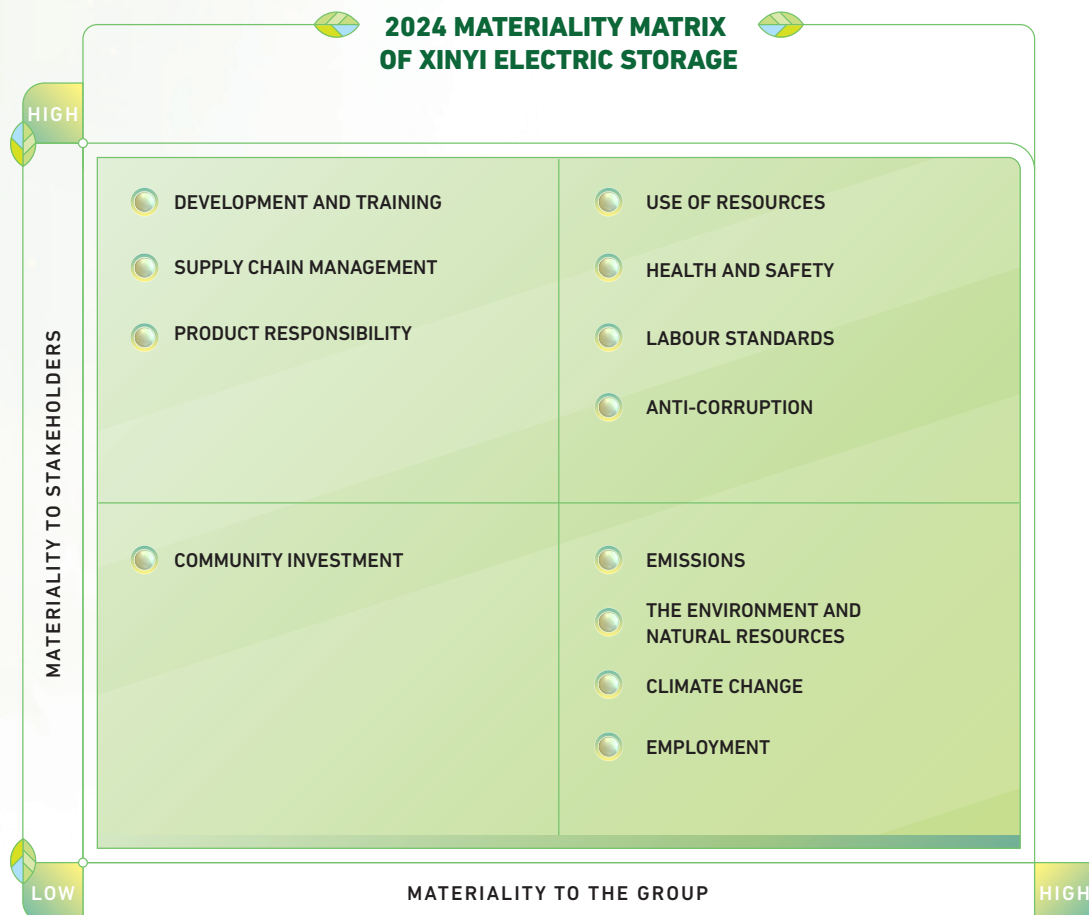 2024 MATERIALITY MATRIX
OF XINYI ELECTRIC STORAGE
HIGH
MATERIALITY TO STAKEHOLDERS
DEVELOPMENT AND TRAINING
SUPPLY CHAIN MANAGEMENT
PRODUCT RESPONSIBILITY
USE OF RESOURCES
HEALTH AND SAFETY
LABOUR STANDARDS
ANTI-CORRUPTION
COMMUNITY INVESTMENT
EMISSIONS
THE ENVIRONMENT AND
NATURAL RESOURCES
CLIMATE CHANGE
EMPLOYMENT
LOW
MATERIALITY TO THE GROUP
HIGH